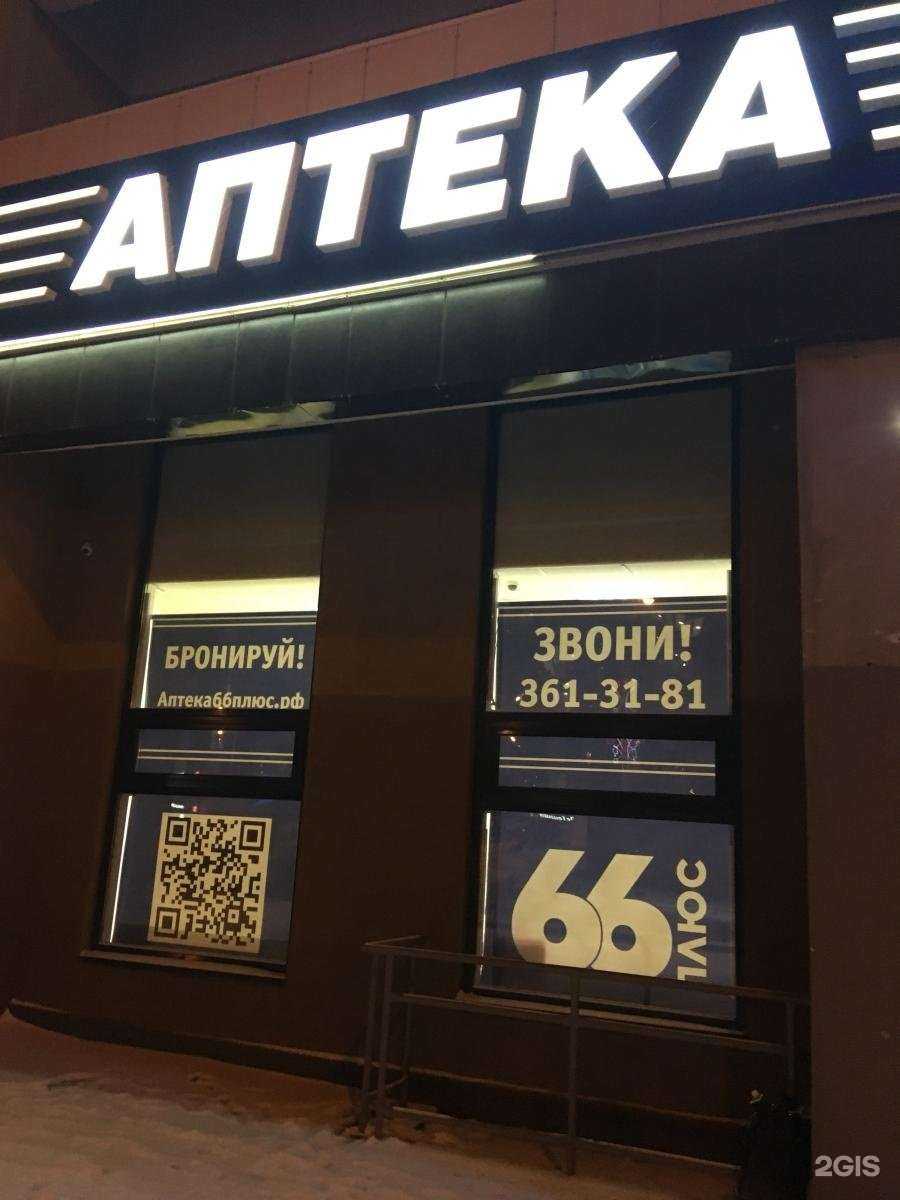 АПТЕКА
БРОНИРУЙ!
Аптека66плюс.рф
ЗВОНИ!
361-31-81
66
ПЛЮС
2GIS